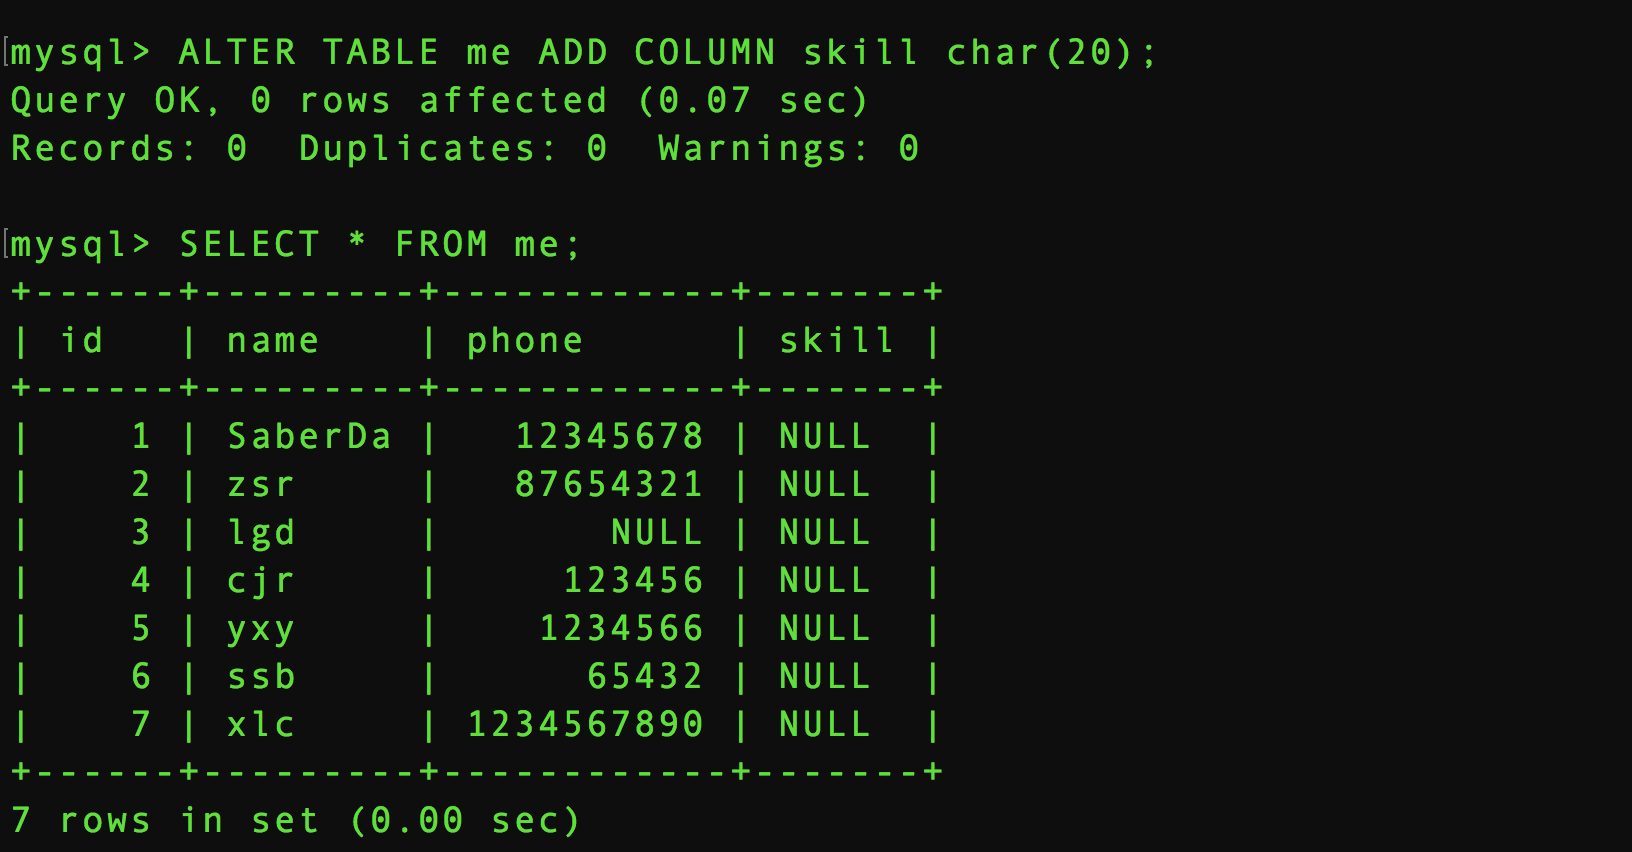 mysql> ALTER TABLE me ADD COLUMN skill char(20);
Query OK, 0 rows affected (0.07 sec)
Records: 0  Duplicates: 0  Warnings: 0
mysql> SELECT * FROM me;
+------+---------+------------+-------+
| id   | name    | phone      | skill |
+------+---------+------------+-------+
|    1 | SaberDa |   12345678 | NULL  |
|    2 | zsr     |   87654321 | NULL  |
|    3 | lgd     |       NULL | NULL  |
|    4 | cjr     |     123456 | NULL  |
|    5 | yxy     |    1234566 | NULL  |
|    6 | ssb     |      65432 | NULL  |
|    7 | xlc     | 1234567890 | NULL  |
+------+---------+------------+-------+
7 rows in set (0.00 sec)